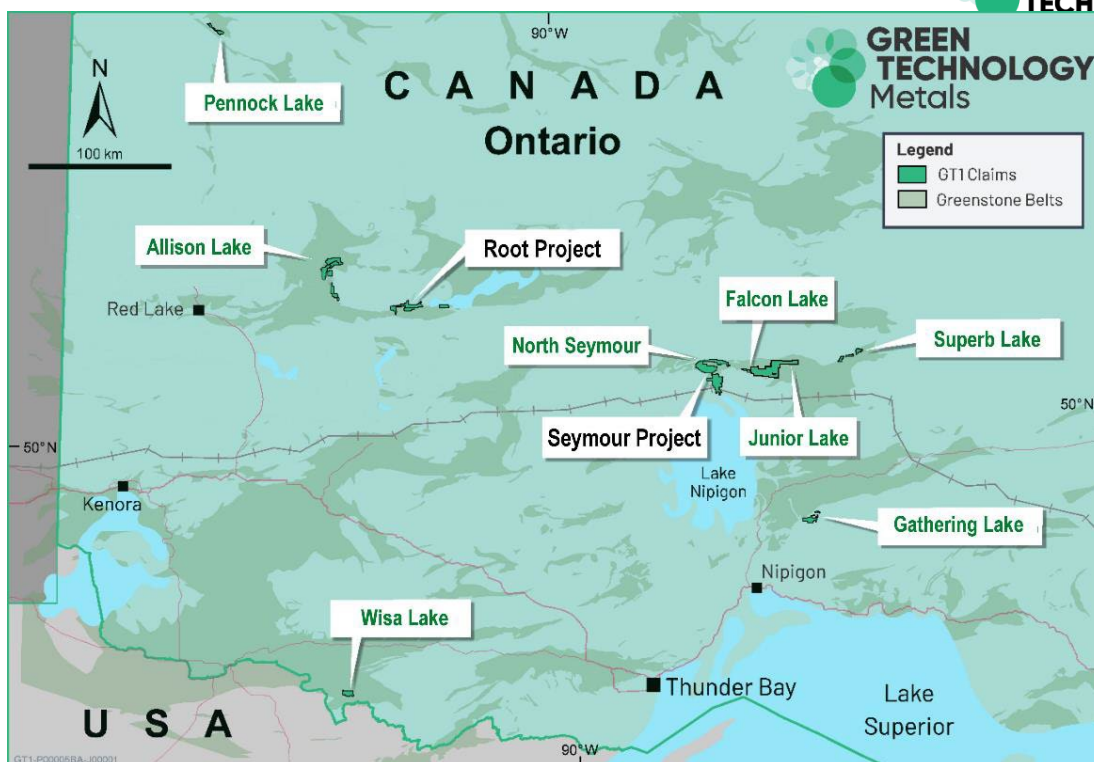 TECH
90°W
GREEN
TECHNOLOGY
Metals
N
CANADA
Pennock Lake
Ontario
100 km
Legend
GT1 Claims
Greenstone Belts
Allison Lake
Root Project
Red Lake
Falcon Lake
North Seymour
Superb Lake
50°N
Seymour Project
Junior Lake
50°N
Lake
Nipigon
Kenora
Gathering Lake
Nipigon
Wisa Lake
Thunder Bay
Lake
Superior
USA
90°W